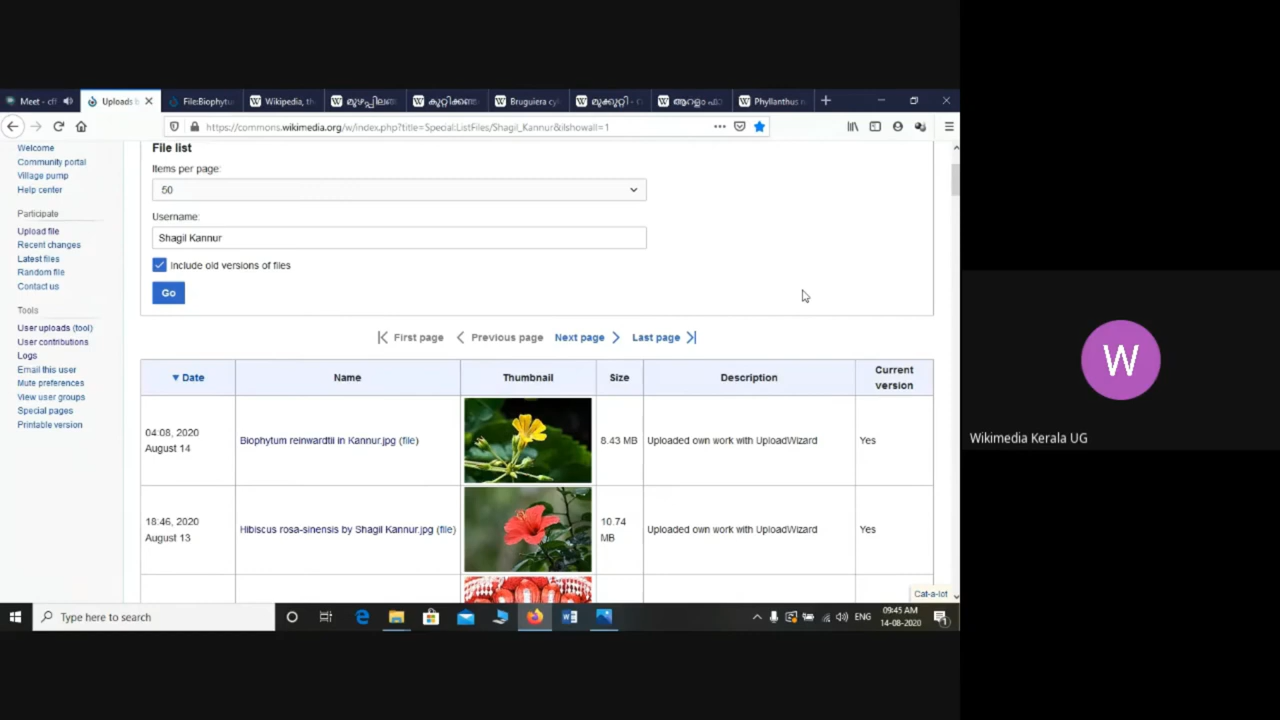 Meet - cf
Uploads b
File:Biophytu
Wikipedia, th
Bruguiera cy
മുക്കുറ്റി -
ആറളം ഫാ
Phyllanthus r
https://commons.wikimedia.org/w/index.php?title=Special:ListFiles/Shagil_Kannur&ilshowall=1
Welcome
Community portal
Village pump
Help center
Participate
Upload file
Recent changes
Latest files
Random file
Contact us
Tools
User uploads (tool)
User contributions
Logs
Email this user
Mute preferences
View user groups
Special pages
Printable version
File list
Items per page:
50
Username:
Shagil Kannur
Include old versions of files
Go
First page Previous page Next page Last page
Date Name Thumbnail Size Description Current version
04:08, 2020
August 14
Biophytum reinwardtii in Kannur.jpg (file)
8.43 MB
Uploaded own work with UploadWizard
Yes
18:46, 2020
August 13
Hibiscus rosa-sinensis by Shagil Kannur.jpg (file)
10.74
MB
Uploaded own work with UploadWizard
Yes
Cat-a-lot
Type here to search
ENG
09:45 AM
14-08-2020
1
W
Wikimedia Kerala UG